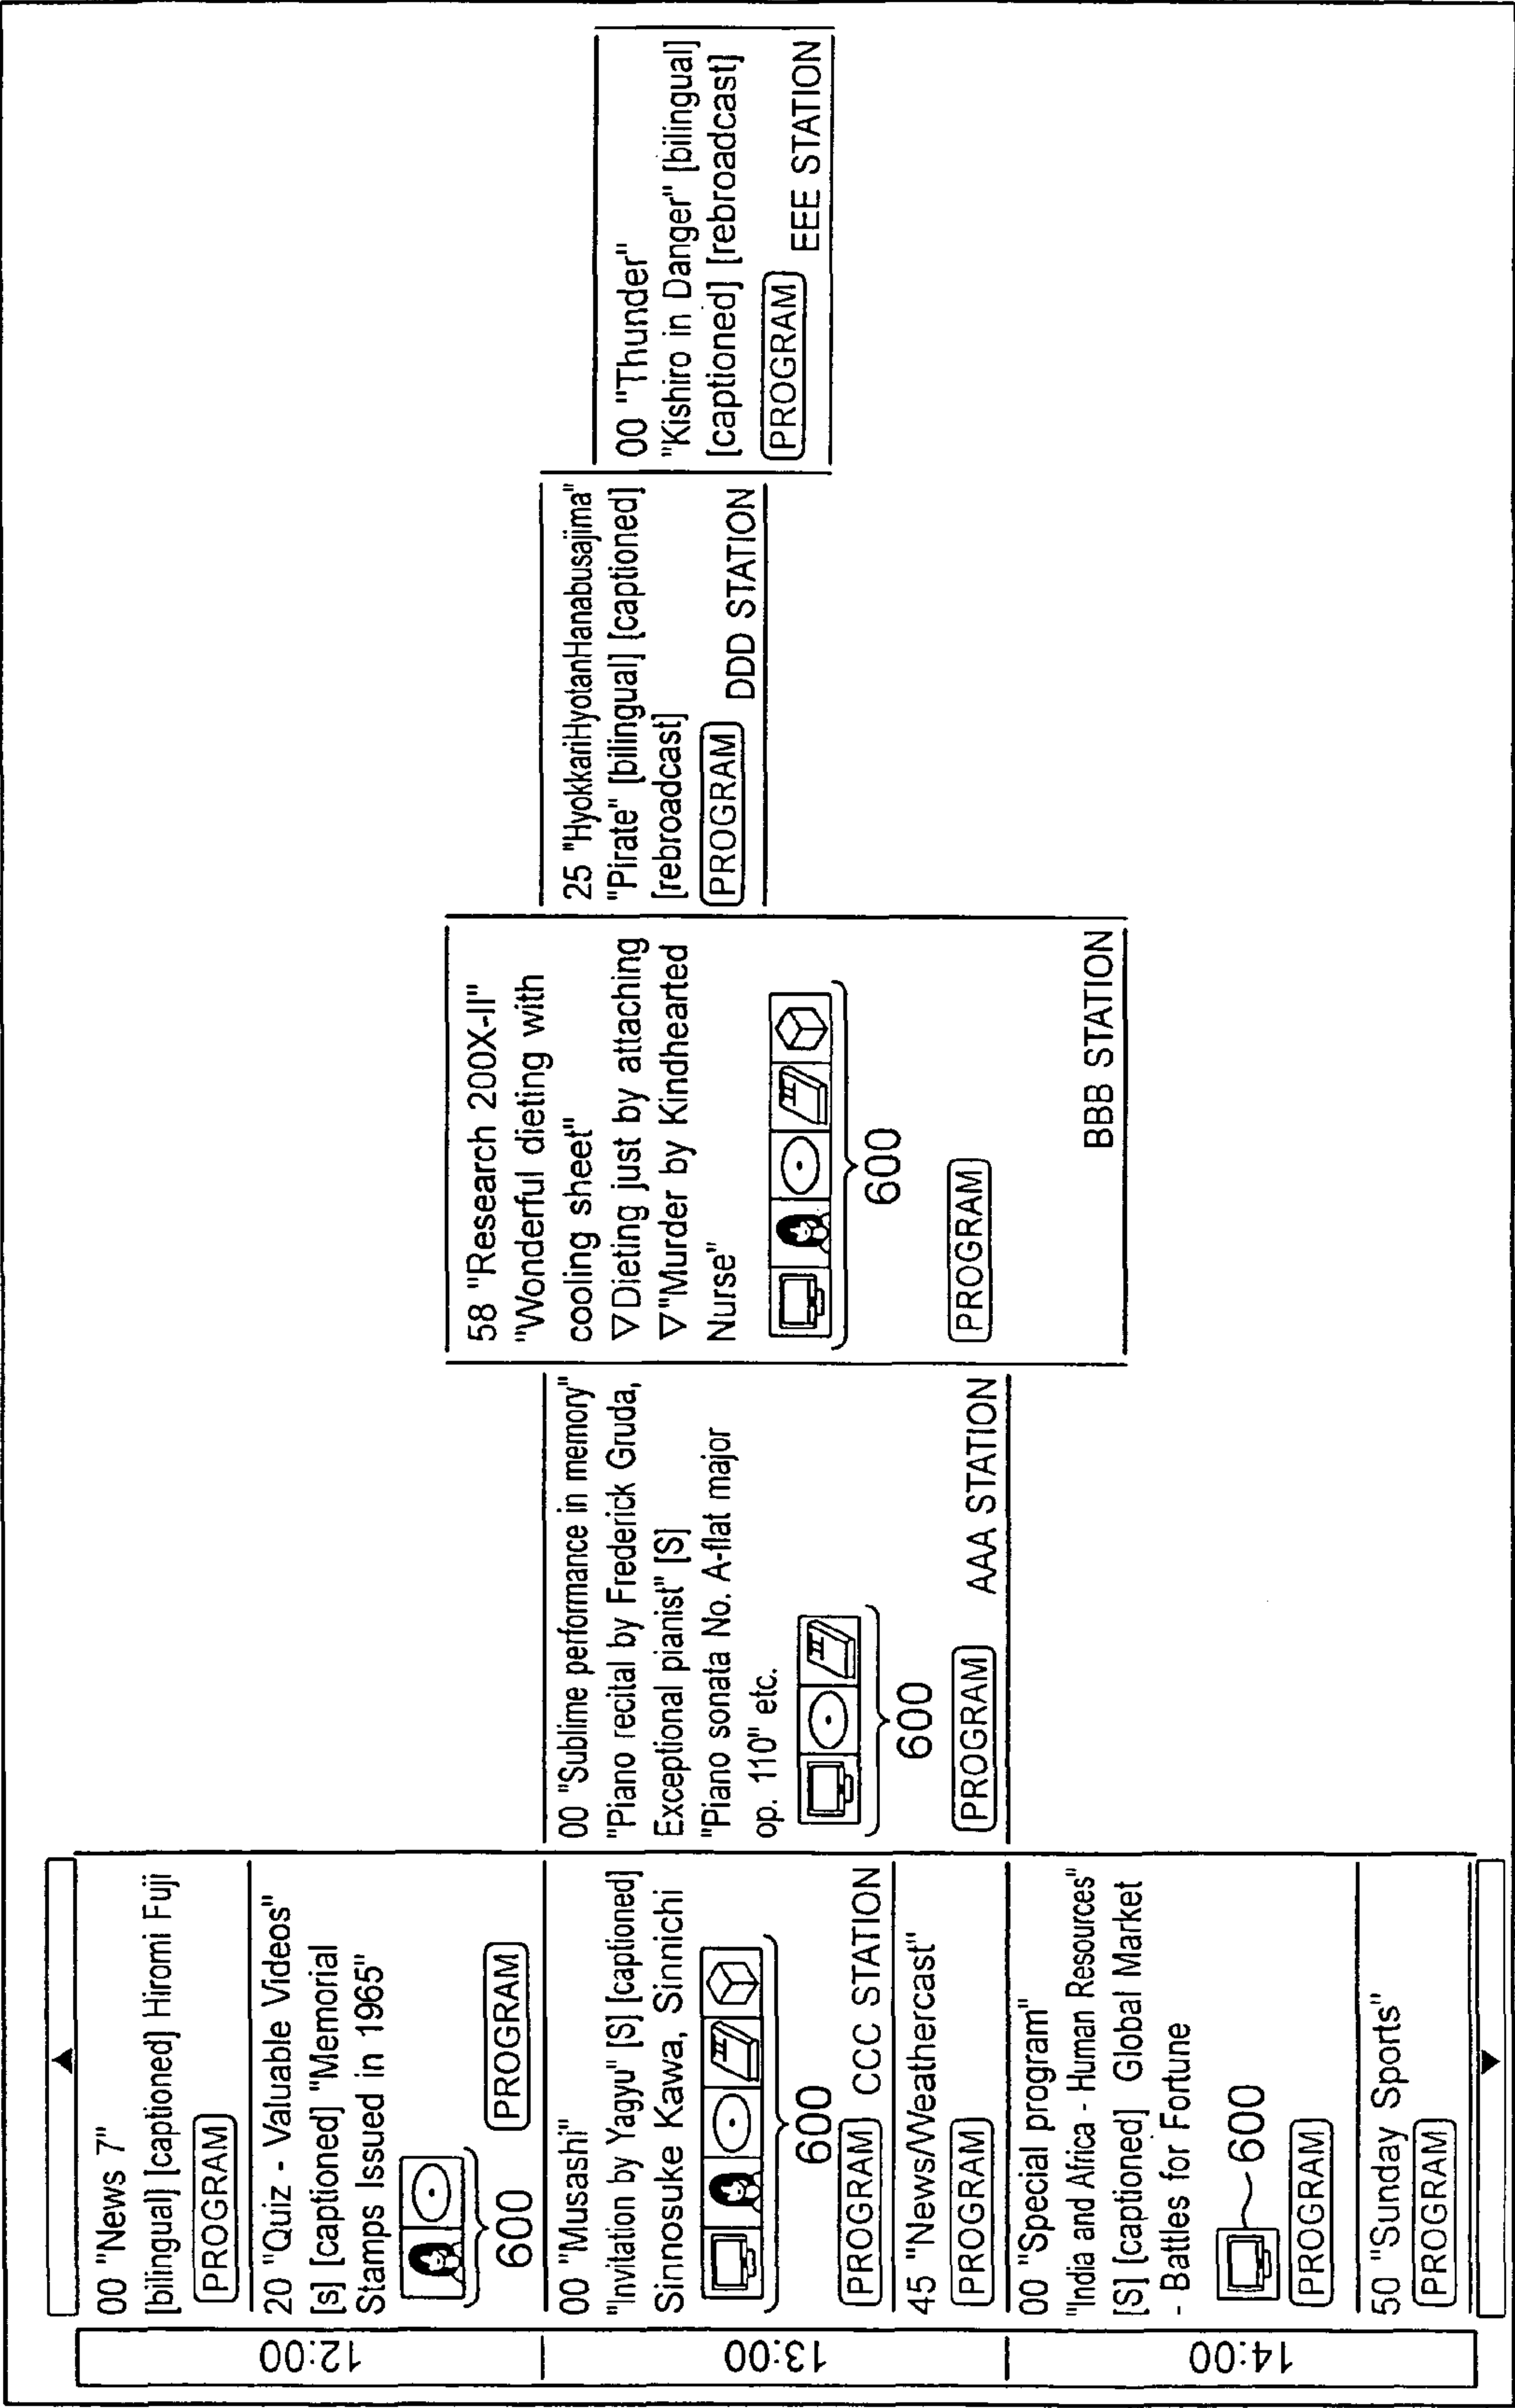 12:00
13:00
14:00
00 "News 7"
[bilingual] [captioned] Hiromi Fuji
PROGRAM
20 "Quiz - Valuable Videos"
[s] [captioned] "Memorial
Stamps Issued in 1965"
600
PROGRAM
00 "Musashi"
"Invitation by Yagyu" [S] [captioned]
Sinnosuke Kawa, Sinnichi
600
PROGRAM CCC STATION
45 "News/Weathercast"
PROGRAM
00 "Special program"
"India and Africa - Human Resources"
[S] [captioned] Global Market
- Battles for Fortune
600
PROGRAM
50 "Sunday Sports"
PROGRAM
00 "Sublime performance in memory"
"Piano recital by Frederick Gruda,
Exceptional pianist" [S]
"Piano sonata No. A-flat major
op. 110" etc.
600
PROGRAM AAA STATION
58 "Research 200X-II"
"Wonderful dieting with
cooling sheet"
▽Dieting just by attaching
▽"Murder by Kindhearted
Nurse"
600
PROGRAM
BBB STATION
25 "HyokkariHyotanHanabusajima"
"Pirate" [bilingual] [captioned]
[rebroadcast]
PROGRAM DDD STATION
00 "Thunder"
"Kishiro in Danger" [bilingual]
[captioned] [rebroadcast]
PROGRAM EEE STATION